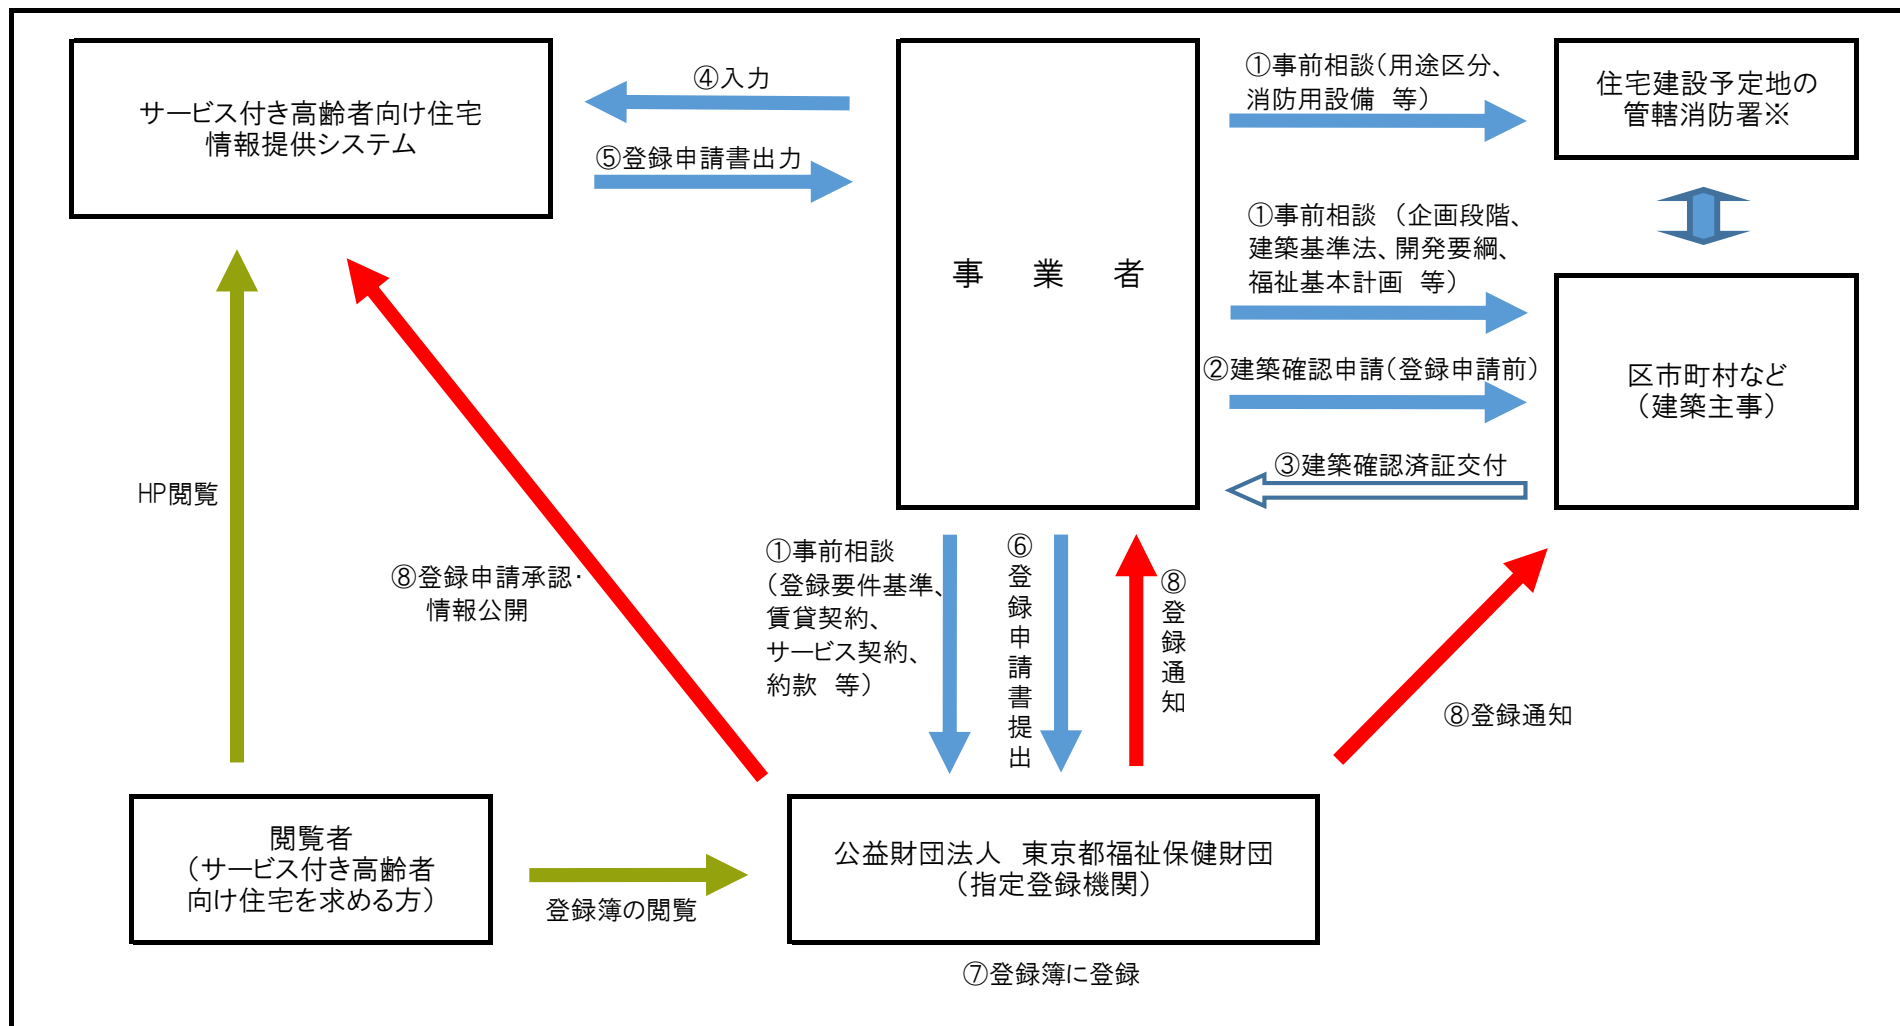 サービス付き高齢者向け住宅
情報提供システム
④入力
⑤登録申請書出力
事　業　者
①事前相談（用途区分、
消防用設備　等）
住宅建設予定地の
管轄消防署※
①事前相談　（企画段階、
建築基準法、開発要綱、
福祉基本計画　等）
②建築確認申請（登録申請前）
③建築確認済証交付
区市町村など
（建築主事）
HP閲覧
⑧登録申請承認・
情報公開
①事前相談
（登録要件基準、
賃貸契約、
サービス契約、
約款　等）
⑥登録申請書提出
⑧登録通知
⑧登録通知
閲覧者
（サービス付き高齢者
向け住宅を求める方）
登録簿の閲覧
公益財団法人　東京都福祉保健財団
（指定登録機関）
⑦登録簿に登録